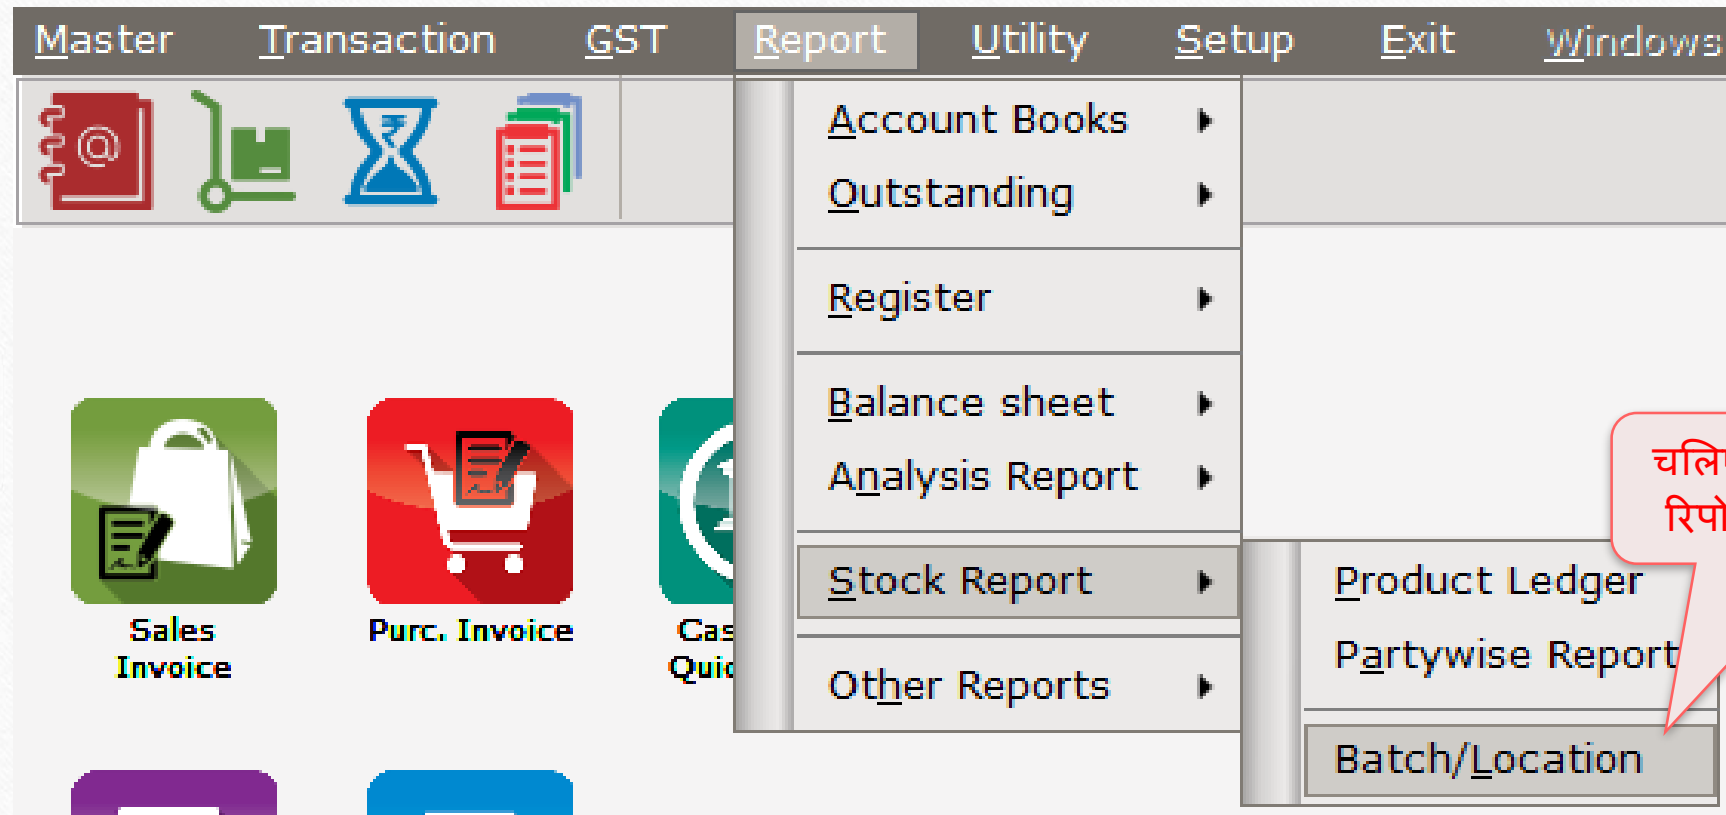 Master Transaction GST Report Utility Setup Exit Windows
Account Books
Outstanding
Register
Balance sheet
Analysis Report
Stock Report
Other Reports
Product Ledger
Partywise Report
Batch/Location
Sales
Invoice
Purc. Invoice